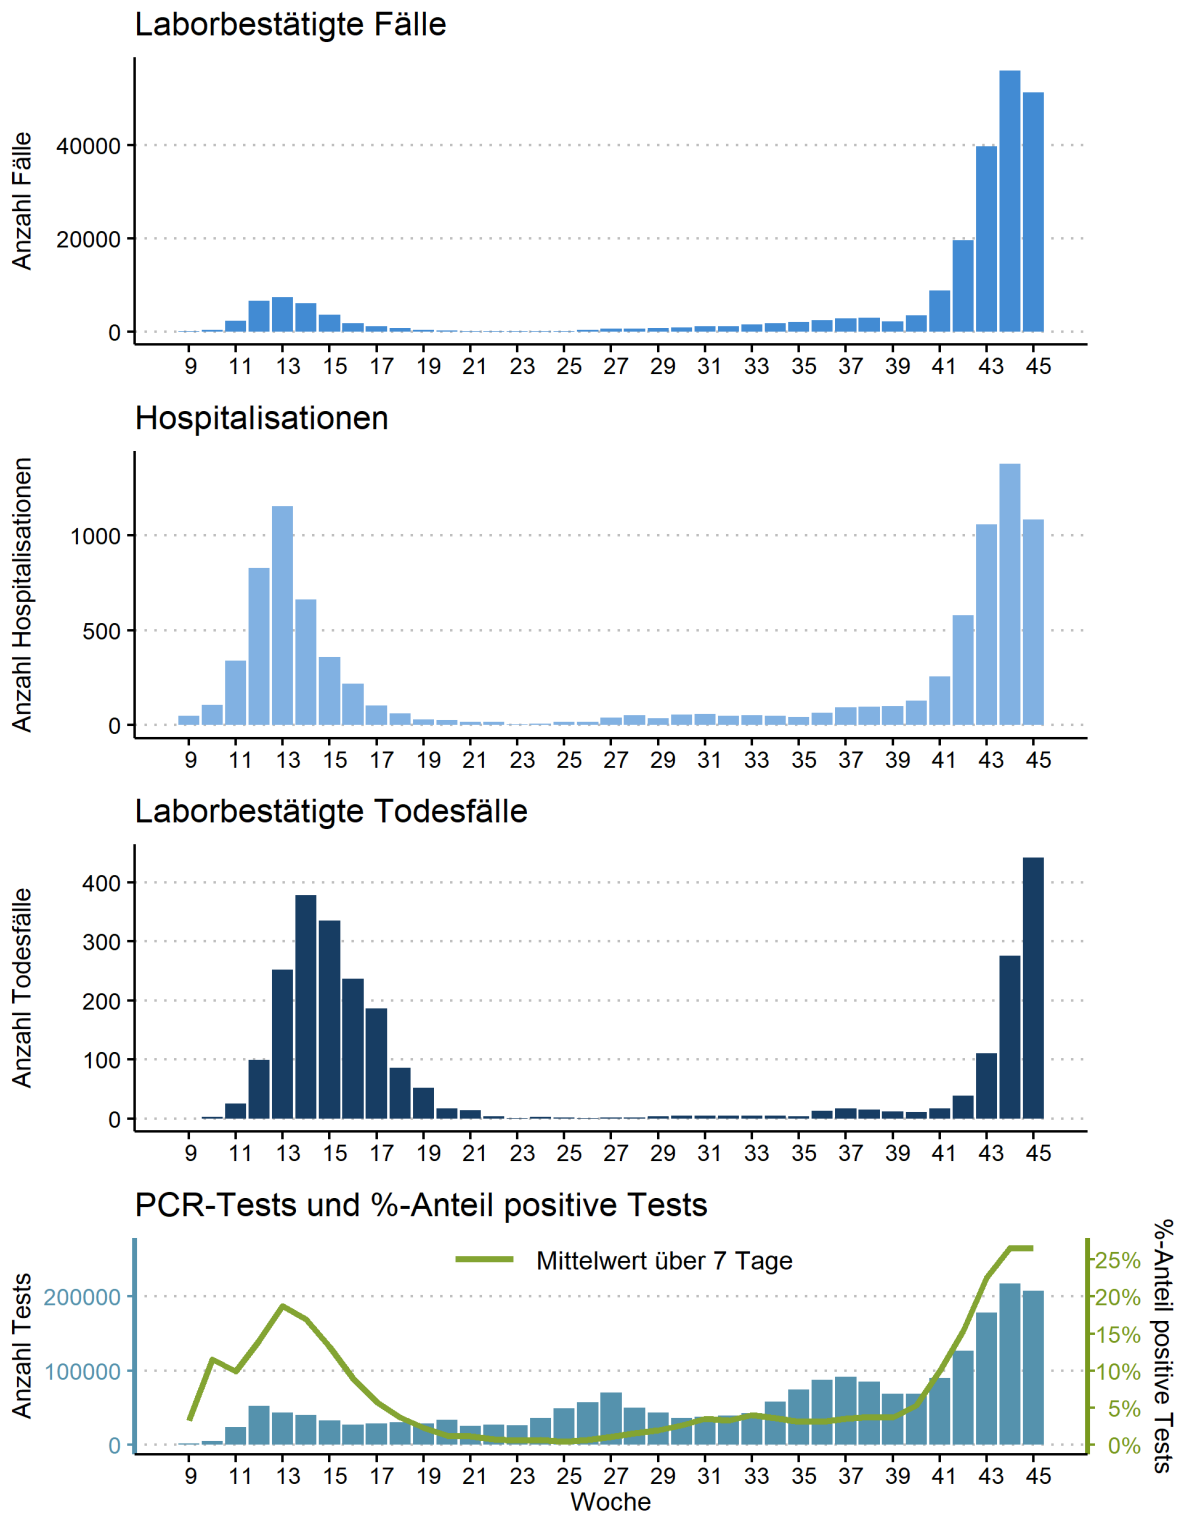 Laborbestätigte Fälle
Anzahl Fälle
40000
20000
0
9 11 13 15 17 19 21 23 25 27 29 31 33 35 37 39 41 43 45
Hospitalisationen
Anzahl Hospitalisationen
1000
500
0
9 11 13 15 17 19 21 23 25 27 29 31 33 35 37 39 41 43 45
Laborbestätigte Todesfälle
Anzahl Todesfälle
400
300
200
100
0
9 11 13 15 17 19 21 23 25 27 29 31 33 35 37 39 41 43 45
PCR-Tests und %-Anteil positive Tests
Mittelwert über 7 Tage
Anzahl Tests
200000
100000
0
25%
20%
15%
10%
5%
0%
%-Anteil positive Tests
9 11 13 15 17 19 21 23 25 27 29 31 33 35 37 39 41 43 45
Woche